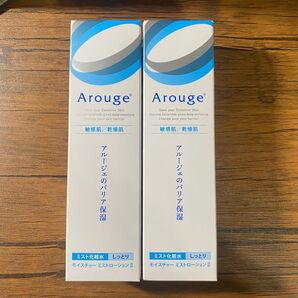 Arouge®
敏感肌/乾燥肌
アルージェのバリア保湿
ミスト化粧水 しっとり
モイスチャー ミストローションⅡ
Arouge®
敏感肌/乾燥肌
アルージェのバリア保湿
ミスト化粧水 しっとり
モイスチャー ミストローションⅡ